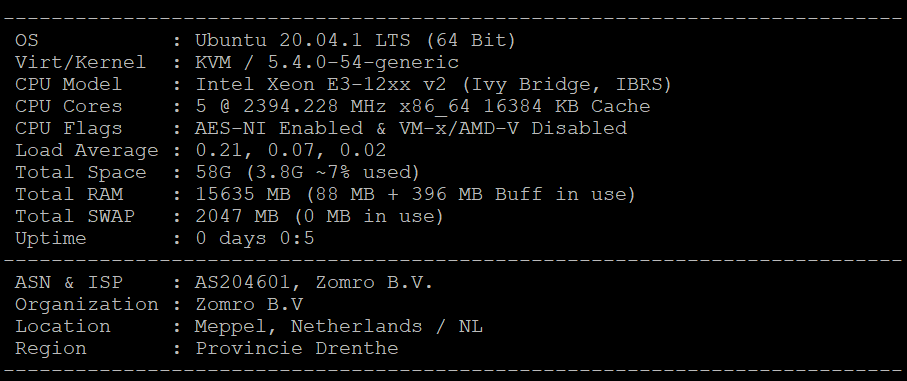 OS : Ubuntu 20.04.1 LTS (64 Bit)
Virt/Kernel : KVM / 5.4.0-54-generic
CPU Model : Intel Xeon E3-12xx v2 (Ivy Bridge, IBRS)
CPU Cores : 5 @ 2394.228 MHz x86_64 16384 KB Cache
CPU Flags : AES-NI Enabled & VM-x/AMD-V Disabled
Load Average : 0.21, 0.07, 0.02
Total Space : 58G (3.8G ~7% used)
Total RAM : 15635 MB (88 MB + 396 MB Buff in use)
Total SWAP : 2047 MB (0 MB in use)
Uptime : 0 days 0:5
ASN & ISP : AS204601, Zomro B.V.
Organization : Zomro B.V
Location : Meppel, Netherlands / NL
Region : Provincie Drenthe